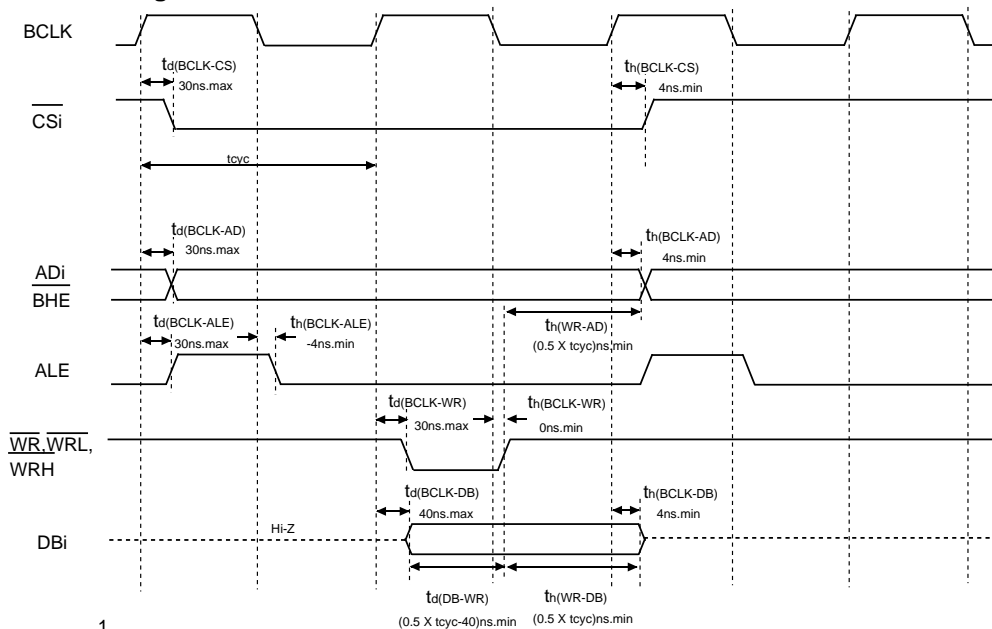 BCLK
td(BCLK-CS)
30ns.max
th(BCLK-CS)
4ns.min
CSi
tcyc
td(BCLK-AD)
30ns.max
th(BCLK-AD)
4ns.min
ADi
BHE
td(BCLK-ALE)
30ns.max
th(BCLK-ALE)
-4ns.min
th(WR-AD)
(0.5 X tcyc)ns.min
ALE
td(BCLK-WR)
30ns.max
th(BCLK-WR)
0ns.min
WR,WRL,
WRH
td(BCLK-DB)
40ns.max
th(BCLK-DB)
4ns.min
Hi-Z
DBi
td(DB-WR)
(0.5 X tcyc-40)ns.min
th(WR-DB)
(0.5 X tcyc)ns.min
1